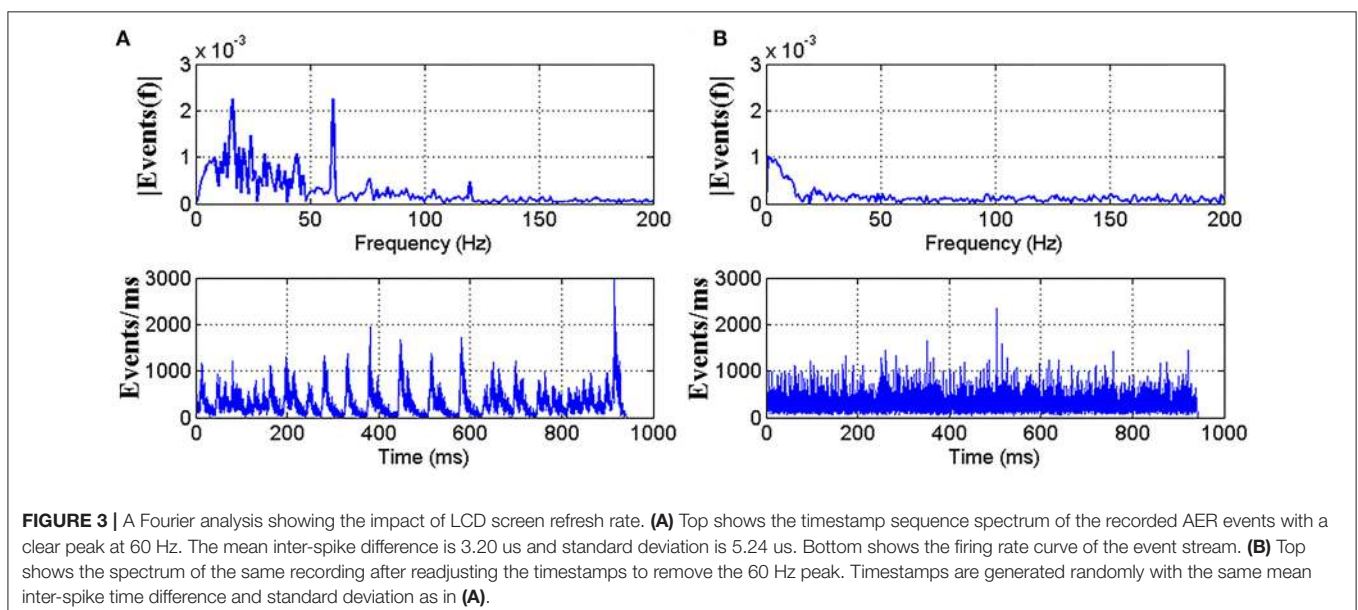 A
B
x 10-3
x 10-3
3
2
1
0
|Events(f)|
0 50 100 150 200
Frequency (Hz)
3
2
1
0
|Events(f)|
0 50 100 150 200
Frequency (Hz)
3000
2000
1000
0
Events/ms
0 200 400 600 800 1000
Time (ms)
3000
2000
1000
0
Events/ms
0 200 400 600 800 1000
Time (ms)
FIGURE 3 | A Fourier analysis showing the impact of LCD screen refresh rate. (A) Top shows the timestamp sequence spectrum of the recorded AER events with a
clear peak at 60 Hz. The mean inter-spike difference is 3.20 us and standard deviation is 5.24 us. Bottom shows the firing rate curve of the event stream. (B) Top
shows the spectrum of the same recording after readjusting the timestamps to remove the 60 Hz peak. Timestamps are generated randomly with the same mean
inter-spike time difference and standard deviation as in (A).